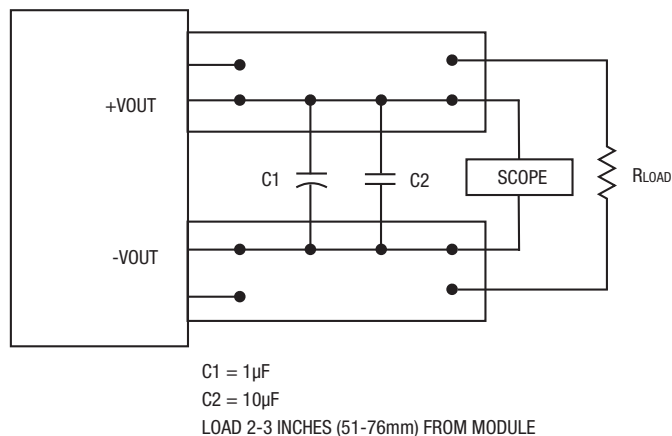 +VOUT
C1
C2
SCOPE
RLOAD
-VOUT
C1 = 1μF
C2 = 10μF
LOAD 2-3 INCHES (51-76mm) FROM MODULE